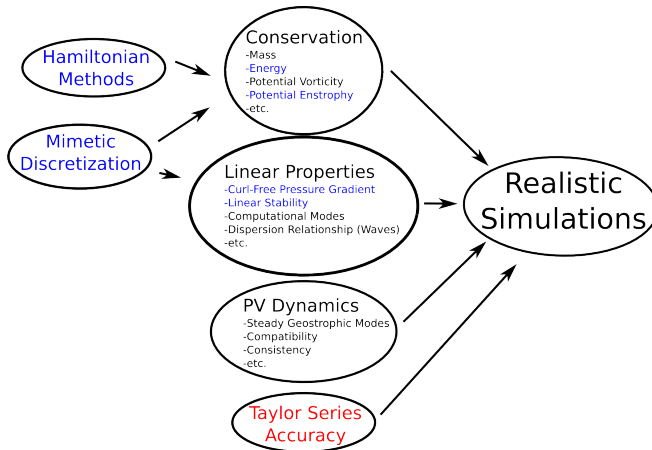 Hamiltonian
Methods
Mimetic
Discretization
Conservation
-Mass
-Energy
-Potential Vorticity
-Potential Enstrophy
-etc.
Linear Properties
-Curl-Free Pressure Gradient
-Linear Stability
-Computational Modes
-Dispersion Relationship (Waves)
-etc.
PV Dynamics
-Steady Geostrophic Modes
-Compatibility
-Consistency
-etc.
Taylor Series
Accuracy
Realistic
Simulations